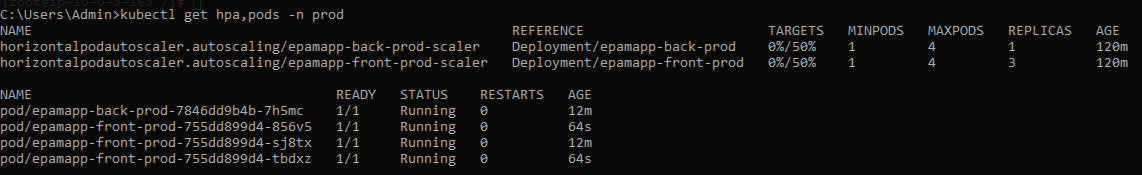 C:\Users\Admin>kubectl get hpa,pods -n prod
NAME REFERENCE TARGETS MINPODS MAXPODS REPLICAS AGE
horizontalpodautoscaler.autoscaling/epamapp-back-prod-scaler Deployment/epamapp-back-prod 0%/50% 1 4 1 120m
horizontalpodautoscaler.autoscaling/epamapp-front-prod-scaler Deployment/epamapp-front-prod 0%/50% 1 4 3 120m
NAME READY STATUS RESTARTS AGE
pod/epamapp-back-prod-7846dd9b4b-7h5mc 1/1 Running 0 12m
pod/epamapp-front-prod-755dd899d4-856v5 1/1 Running 0 64s
pod/epamapp-front-prod-755dd899d4-sj8tx 1/1 Running 0 12m
pod/epamapp-front-prod-755dd899d4-tbdxz 1/1 Running 0 64s